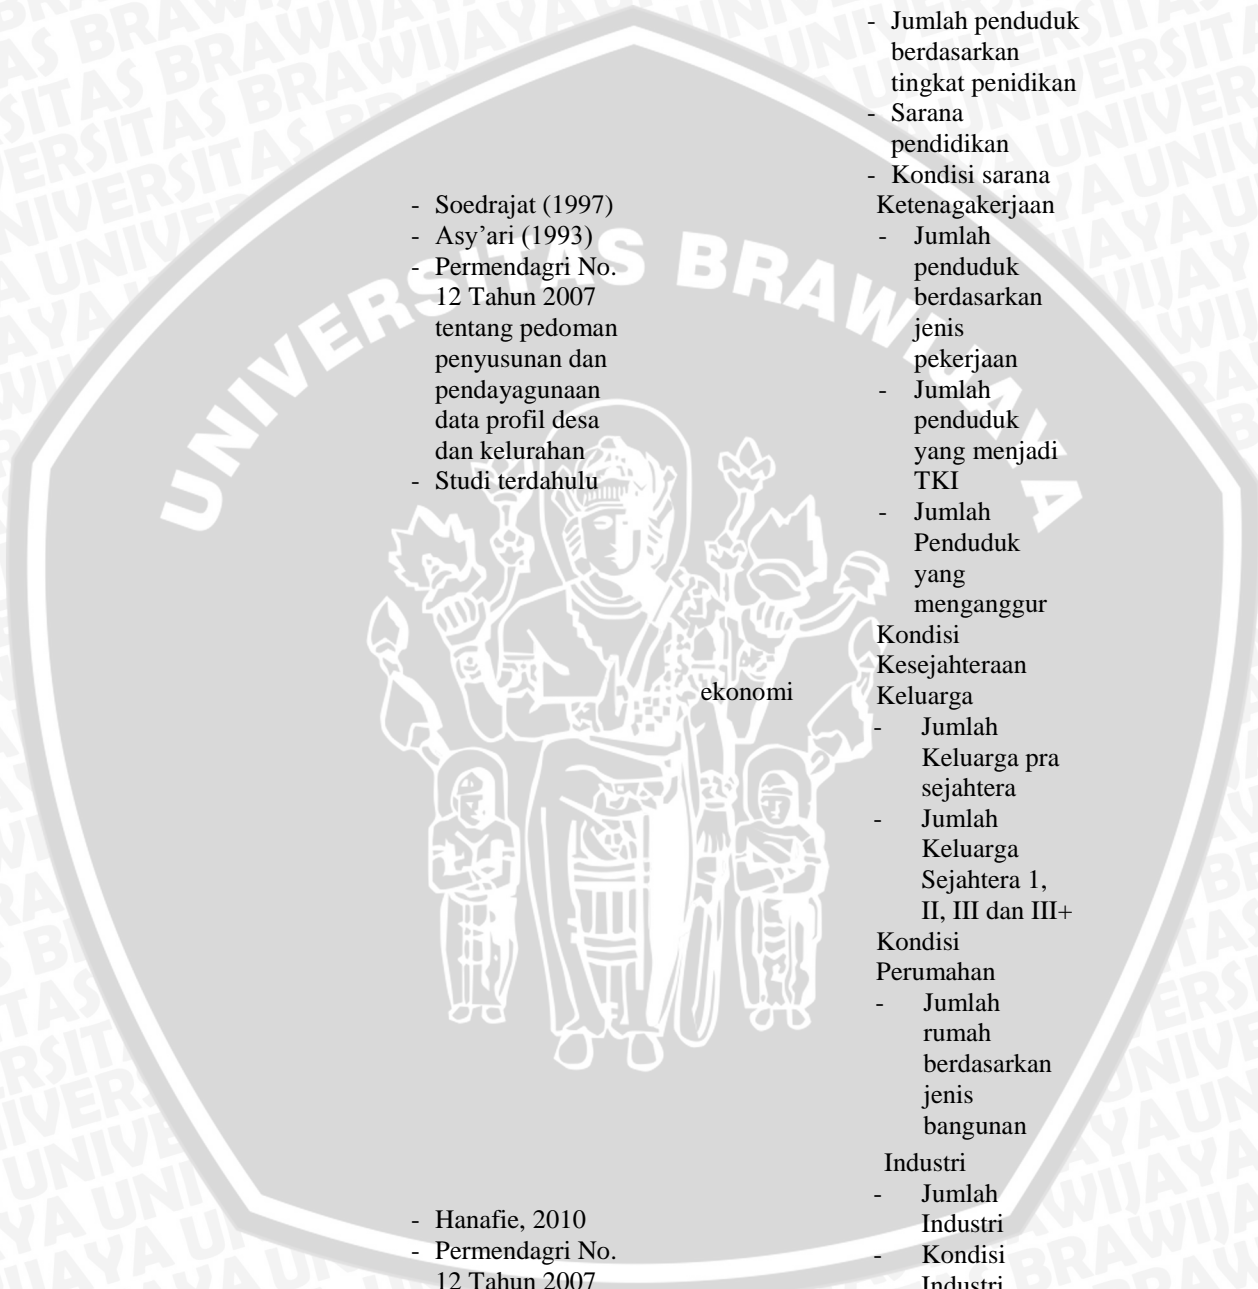 - Jumlah penduduk
berdasarkan
tingkat penidikan
- Sarana
pendidikan
- Kondisi sarana
Ketenagakerjaan
- Jumlah
penduduk
berdasarkan
jenis
pekerjaan
- Jumlah
penduduk
yang menjadi
TKI
- Jumlah
Penduduk
yang
menganggur
Kondisi
Kesejahteraan
Keluarga
- Jumlah
Keluarga pra
sejahtera
- Jumlah
Keluarga
Sejahtera 1,
II, III dan III+
Kondisi
Perumahan
- Jumlah
rumah
berdasarkan
jenis
bangunan
Industri
- Jumlah
Industri
- Kondisi
Industri
- Soedrajat (1997)
- Asy'ari (1993)
- Permendagri No.
12 Tahun 2007
tentang pedoman
penyusunan dan
pendayagunaan
data profil desa
dan kelurahan
- Studi terdahulu
ekonomi
- Hanafie, 2010
- Permendagri No.
12 Tahun 2007
UNIVERSITAS BRAWIJAYA